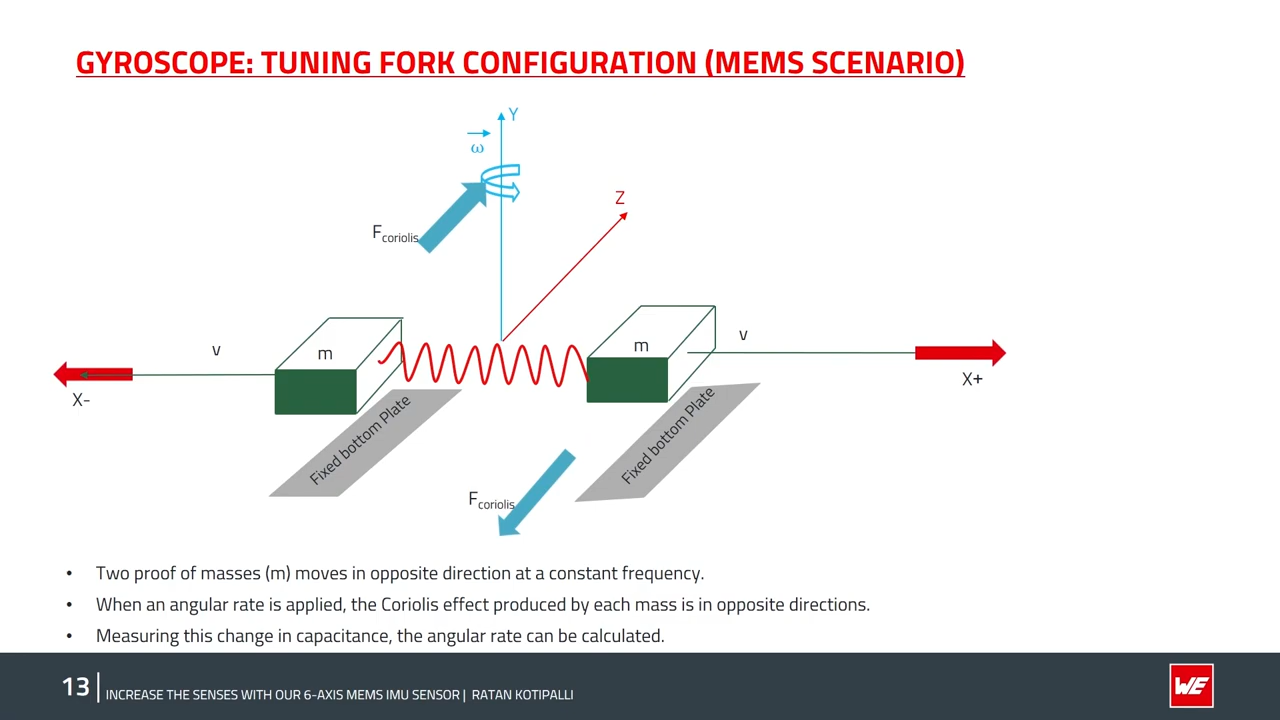 GYROSCOPE: TUNING FORK CONFIGURATION (MEMS SCENARIO)
Y
ω
Z
Fcoriolis
v
m
m
v
X-
X+
Fixed bottom Plate
Fixed bottom Plate
Fcoriolis
• Two proof of masses (m) moves in opposite direction at a constant frequency.
• When an angular rate is applied, the Coriolis effect produced by each mass is in opposite directions.
• Measuring this change in capacitance, the angular rate can be calculated.
13 INCREASE THE SENSES WITH OUR 6-AXIS MEMS IMU SENSOR | RATAN KOTIPALLI
WE